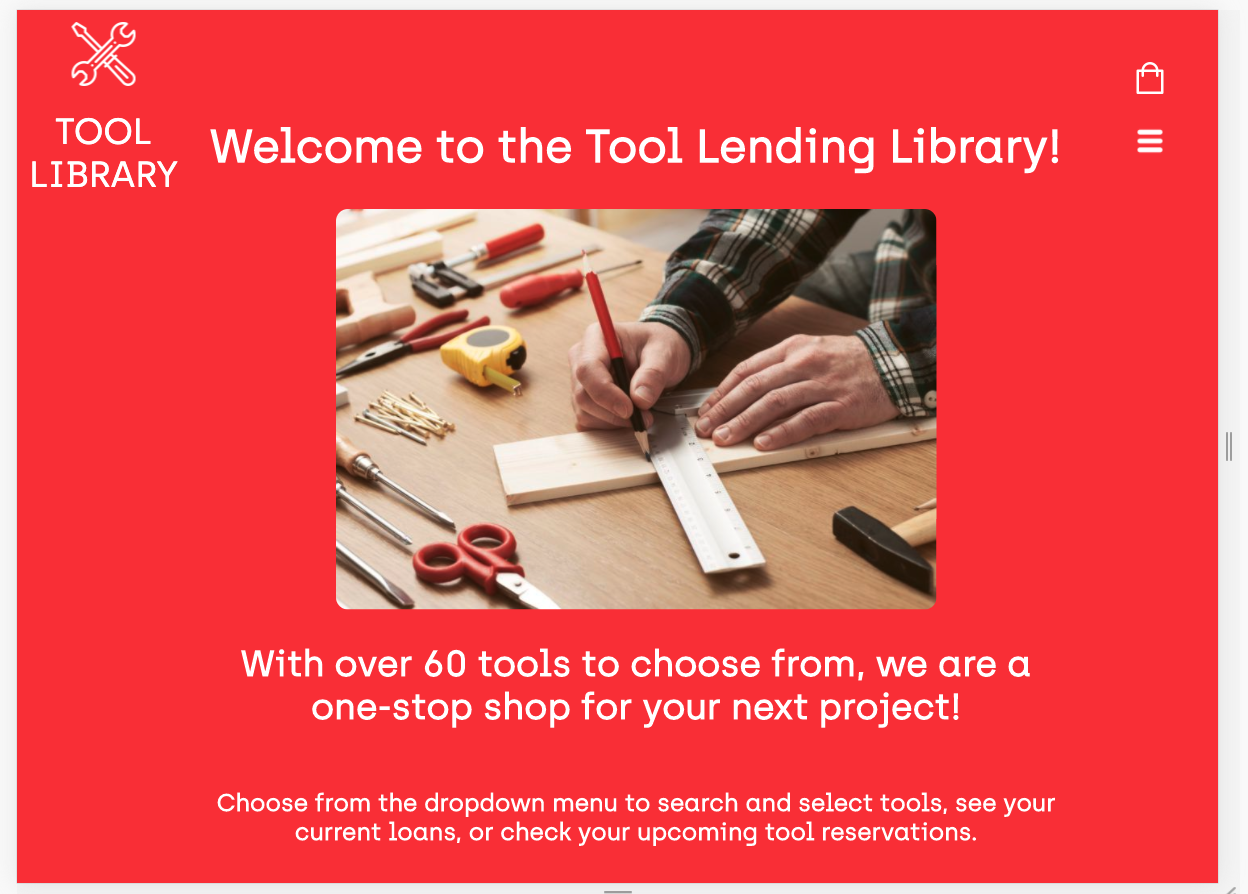 TOOL
LIBRARY
Welcome to the Tool Lending Library!
With over 60 tools to choose from, we are a
one-stop shop for your next project!
Choose from the dropdown menu to search and select tools, see your
current loans, or check your upcoming tool reservations.